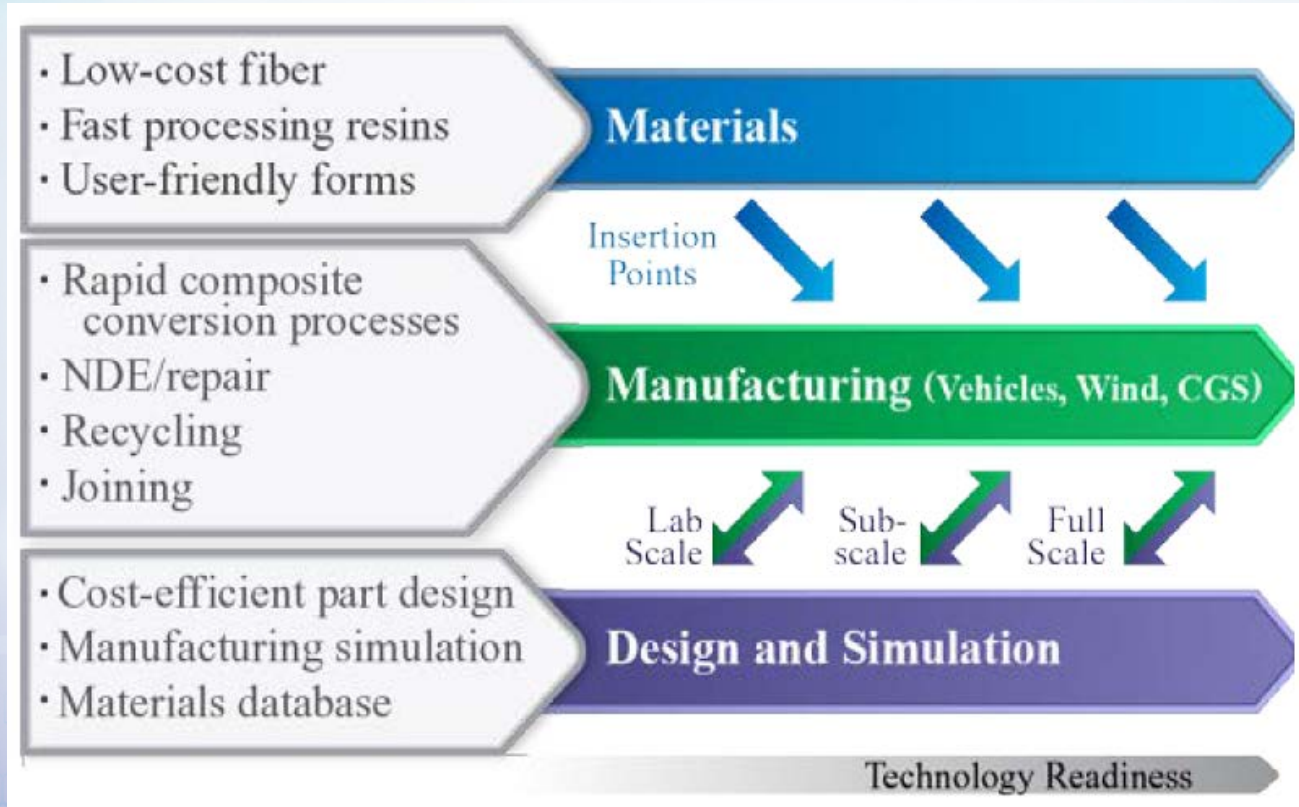 · Low-cost fiber
· Fast processing resins
· User-friendly forms
Materials
Insertion
Points
· Rapid composite
conversion processes
· NDE/repair
· Recycling
· Joining
Manufacturing (Vehicles, Wind, CGS)
Lab
Scale
Sub-
scale
Full
Scale
· Cost-efficient part design
· Manufacturing simulation
· Materials database
Design and Simulation
Technology Readiness